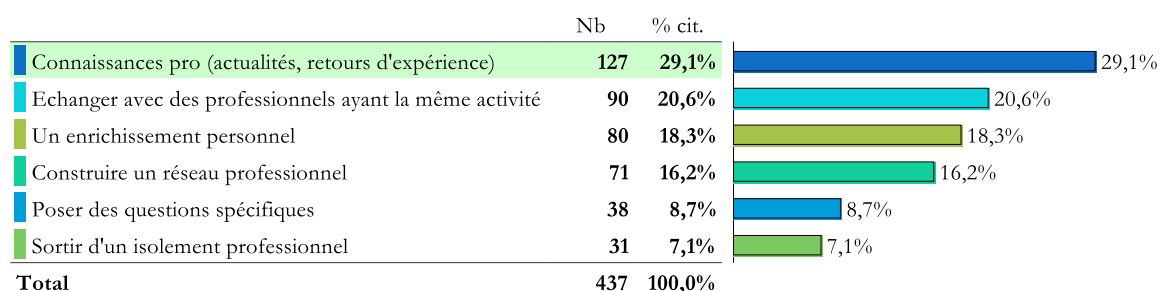 Nb % cit.
Connaissances pro (actualités, retours d'expérience) 127 29,1% 29,1%
Echanger avec des professionnels ayant la même activité 90 20,6% 20,6%
Un enrichissement personnel 80 18,3% 18,3%
Construire un réseau professionnel 71 16,2% 16,2%
Poser des questions spécifiques 38 8,7% 8,7%
Sortir d'un isolement professionnel 31 7,1% 7,1%
Total 437 100,0%